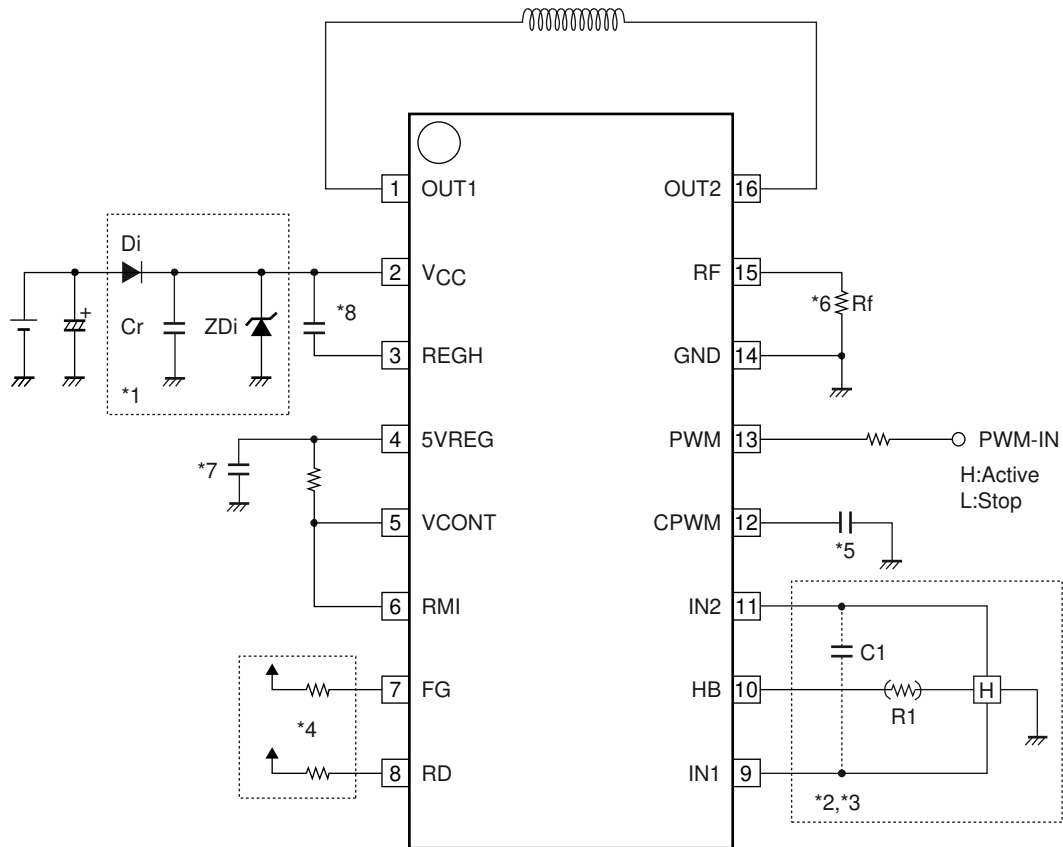 1 OUT1
OUT2 16
Di
2 VCC
RF 15
+
Cr
ZDi
*8
*6 Rf
*1
3 REGH
GND 14
4 5VREG
PWM 13
PWM-IN
*7
H:Active
L:Stop
5 VCONT
CPWM 12
*5
6 RMI
IN2 11
C1
7 FG
HB 10
H
*4
R1
8 RD
IN1 9
*2,*3